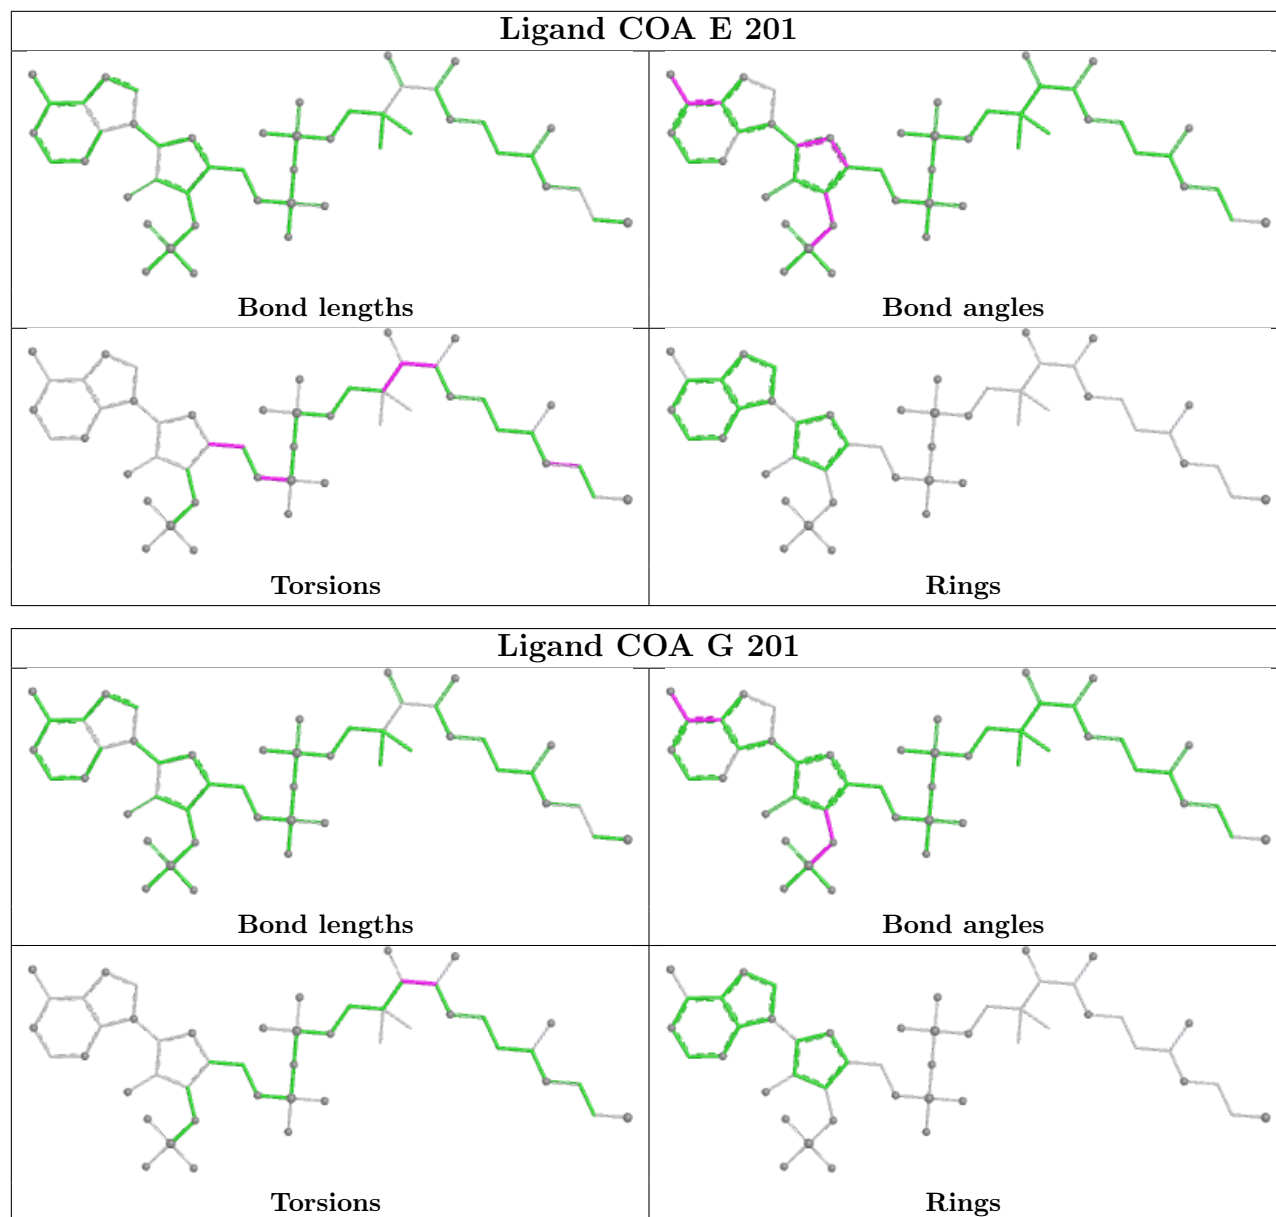 Ligand COA E 201
Bond lengths
Bond angles
Torsions
Rings
Ligand COA G 201
Bond lengths
Bond angles
Torsions
Rings